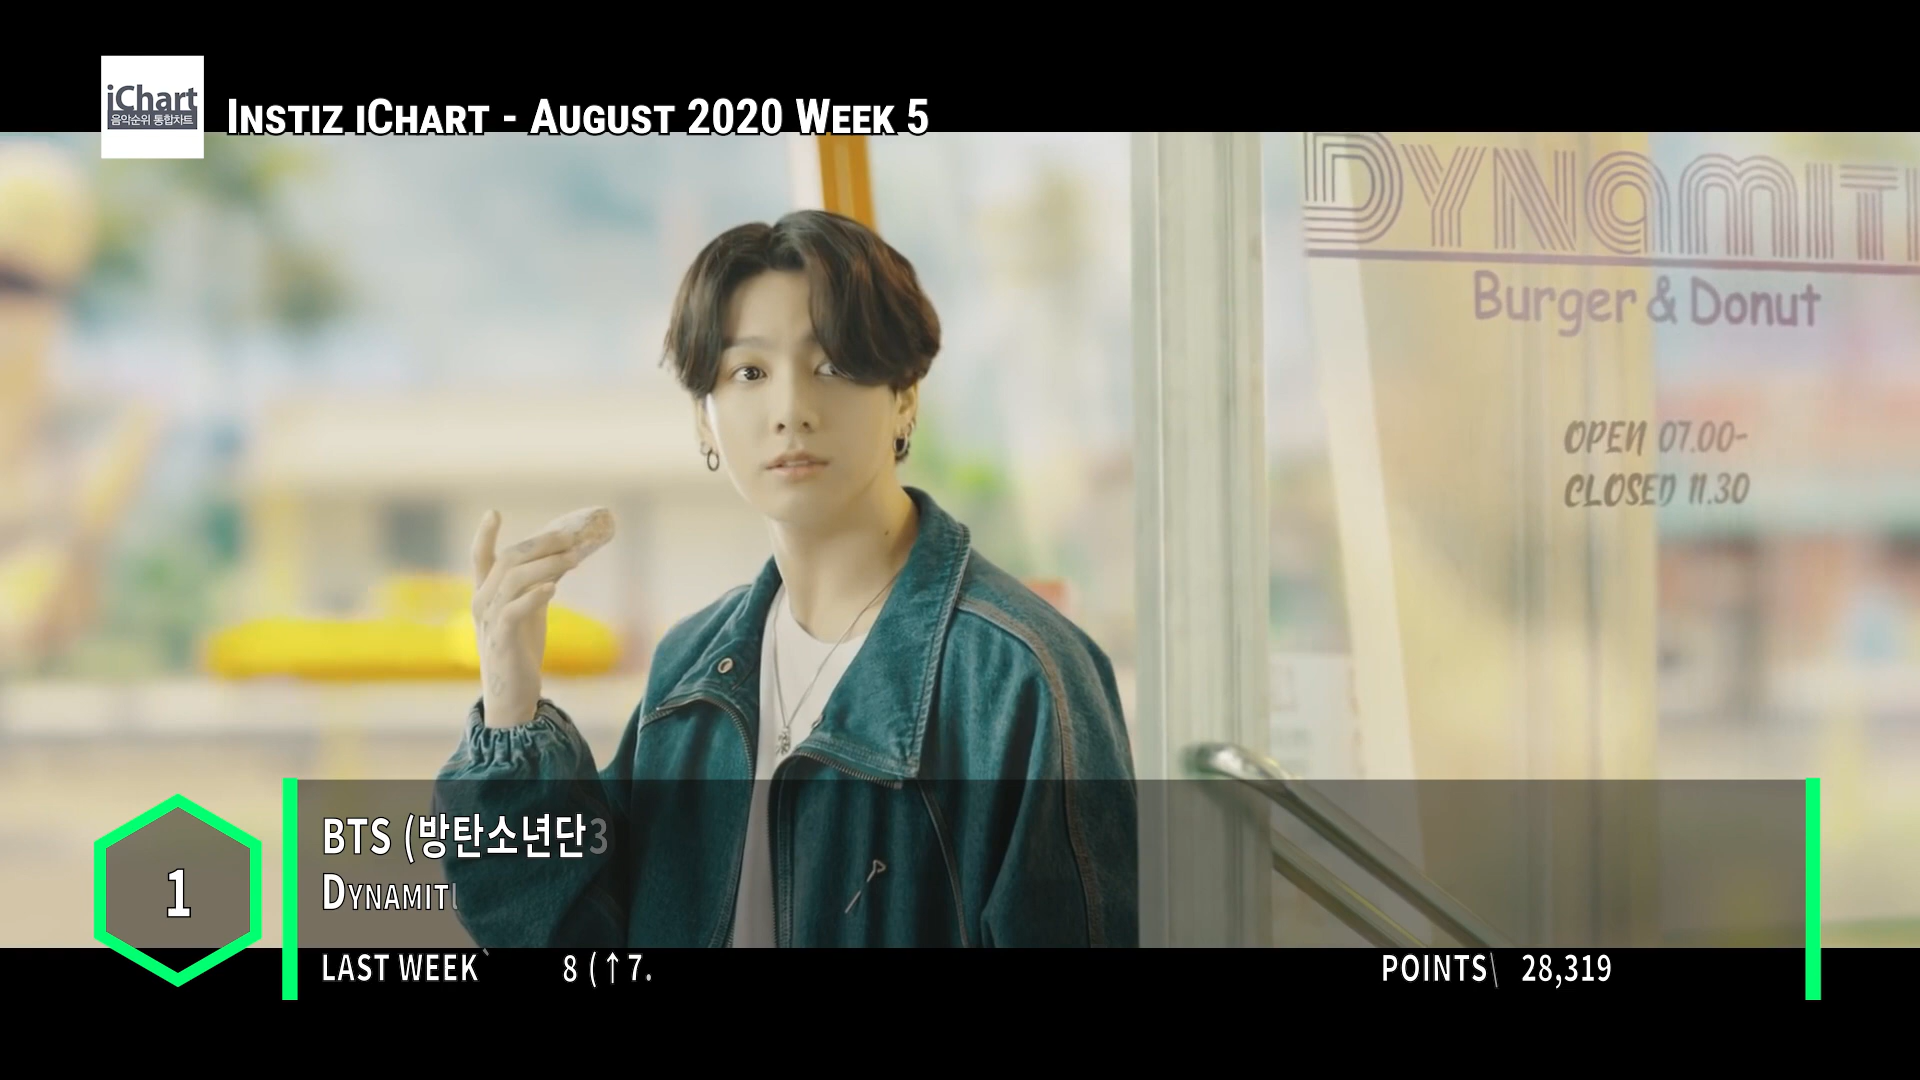 iChart
음악순위 통합차트
INSTIZ ICHART - AUGUST 2020 WEEK 5
DYNAMIT
Burger & Donut
OPEN 07.00-
CLOSED 11.30
1
BTS (방탄소년단
DYNAMIT
LAST WEEK 8 (↑7.
POINTS 28,319